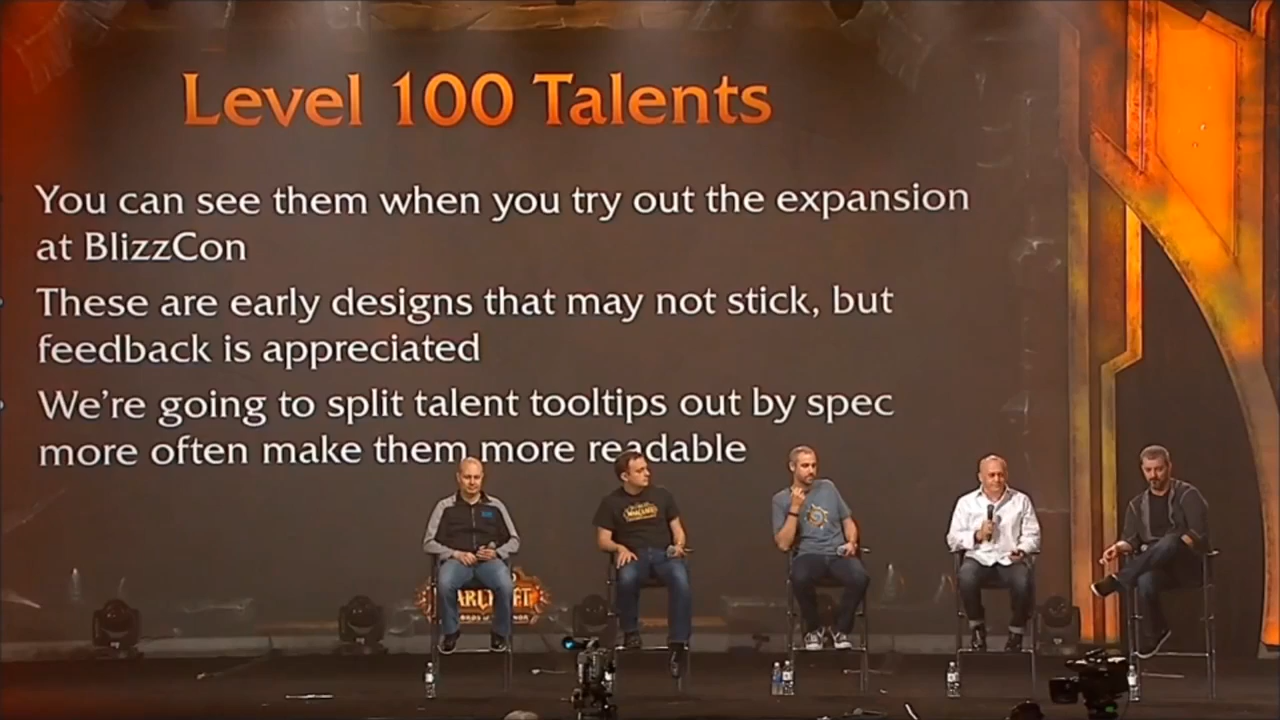 Level 100 Talents
You can see them when you try out the expansion
at BlizzCon
These are early designs that may not stick, but
feedback is appreciated
We're going to split talent tooltips out by spec
more often make them more readable